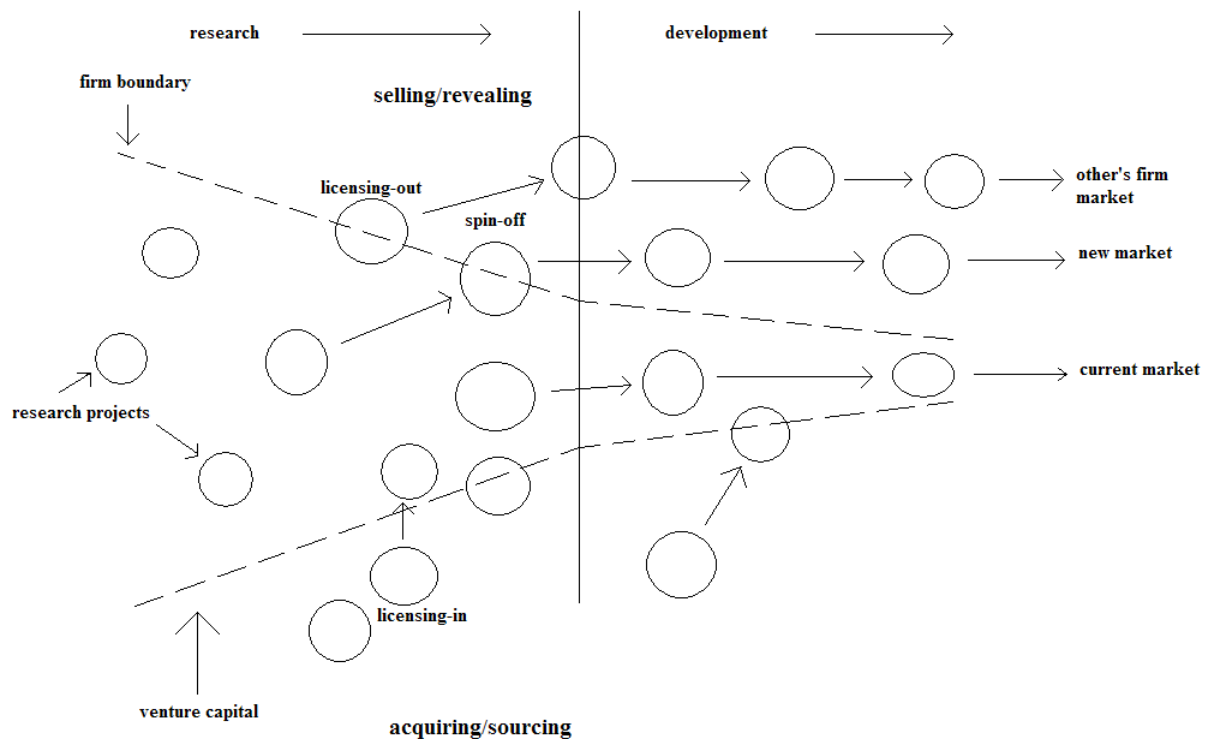 research
development
firm boundary
selling/revealing
licensing-out
other's firm
market
spin-off
new market
current market
research projects
licensing-in
venture capital
acquiring/sourcing